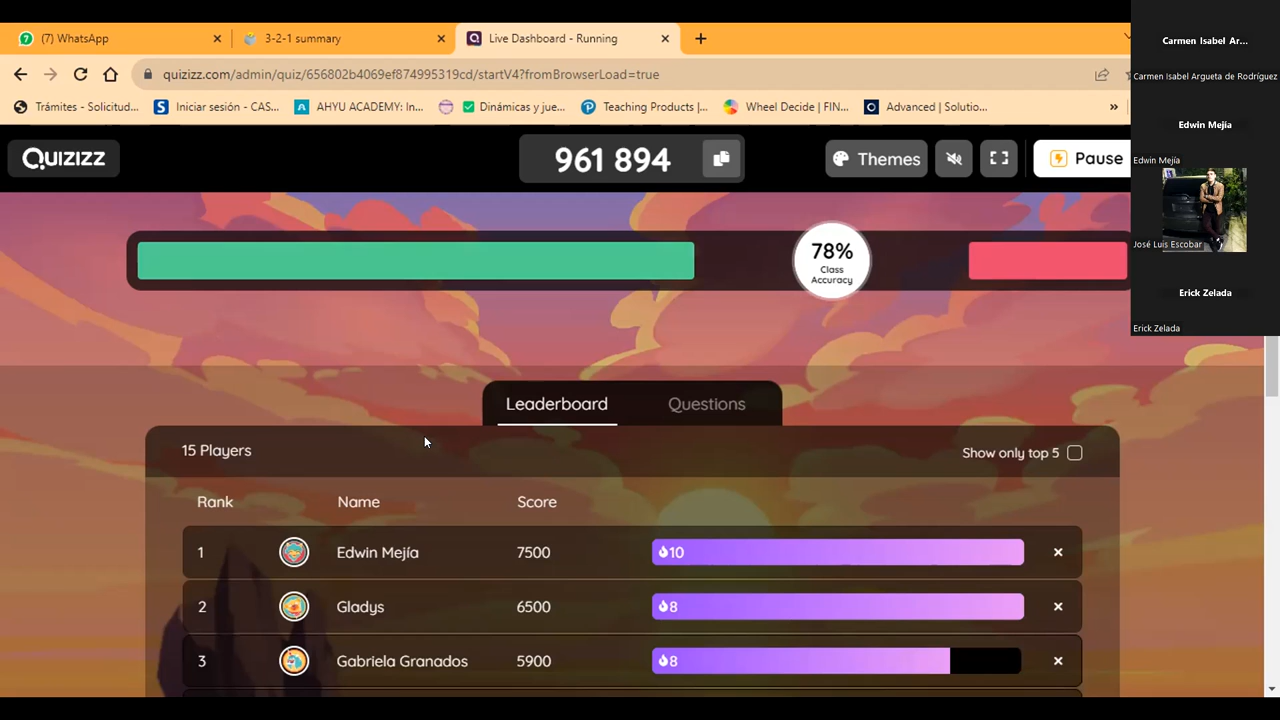 (7) WhatsApp
3-2-1 summary
Live Dashboard - Running
Carmen Isabel Ar...
quizizz.com/admin/quiz/656802b4069ef874995319cd/startV4?fromBrowserLoad=true
Carmen Isabel Argueta de Rodríguez
Trámites - Solicitud...
Iniciar sesión - CAS...
AHYU ACADEMY: In...
Dinámicas y jue...
Teaching Products |...
Wheel Decide | FIN...
Advanced | Solutio...
»
Edwin Mejía
Edwin Mejía
Quizizz
961 894
Themes
Pause
José Luis Escobar
78%
Class
Accuracy
Erick Zelada
Erick Zelada
Leaderboard
Questions
15 Players
Show only top 5
Rank Name Score
1 Edwin Mejía 7500 10
2 Gladys 6500 8
3 Gabriela Granados 5900 8